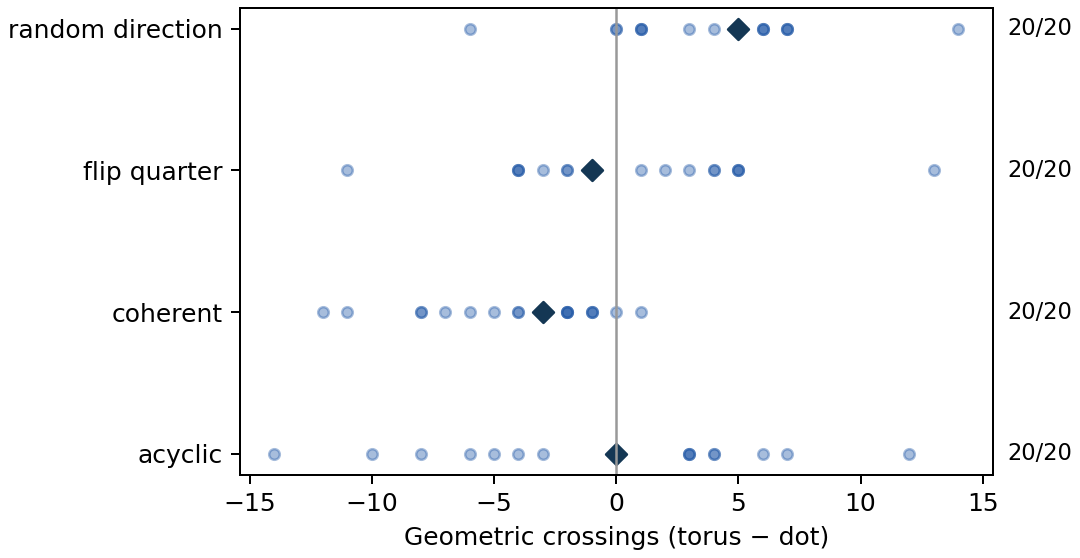 random direction 20/20
flip quarter 20/20
coherent 20/20
acyclic 20/20
−15 −10 −5 0 5 10 15
Geometric crossings (torus − dot)